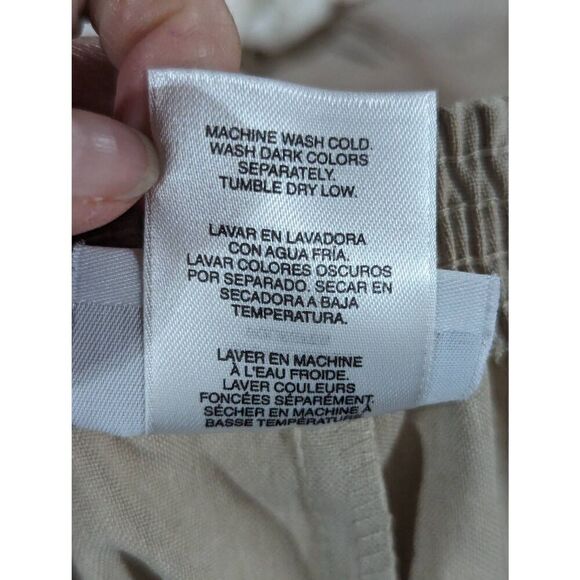 MACHINE WASH COLD.
WASH DARK COLORS
SEPARATELY.
TUMBLE DRY LOW.
LAVAR EN LAVADORA
CON AGUA FRÍA.
LAVAR COLORES OSCUROS
POR SEPARADO. SECAR EN
SECADORA A BAJA
TEMPERATURA.
LAVER EN MACHINE
À L'EAU FROIDE.
LAVER COULEURS
FONCÉES SÉPARÉMENT.
SÉCHER EN MACHINE À
BASSE TEMPÉRATURE.